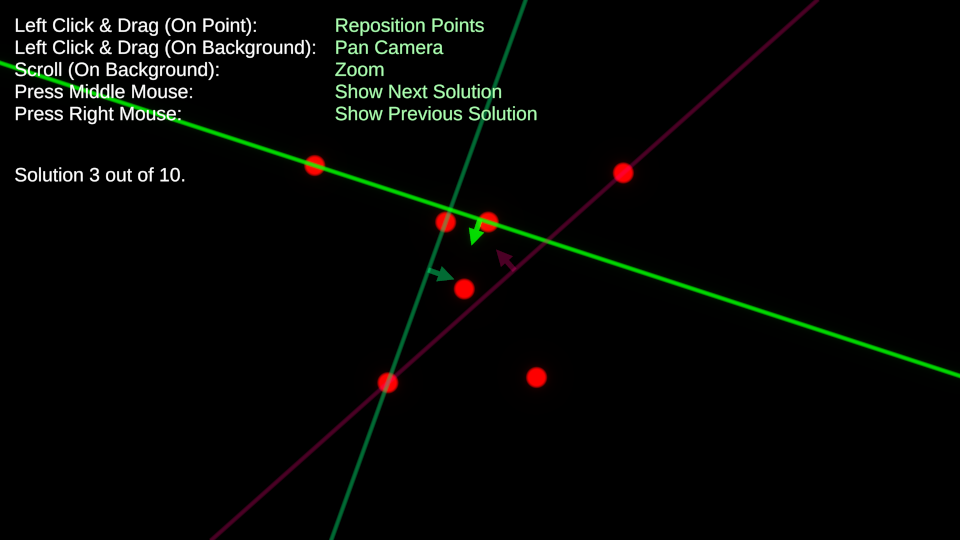 Left Click & Drag (On Point): Reposition Points
Left Click & Drag (On Background): Pan Camera
Scroll (On Background): Zoom
Press Middle Mouse: Show Next Solution
Press Right Mouse: Show Previous Solution
Solution 3 out of 10.